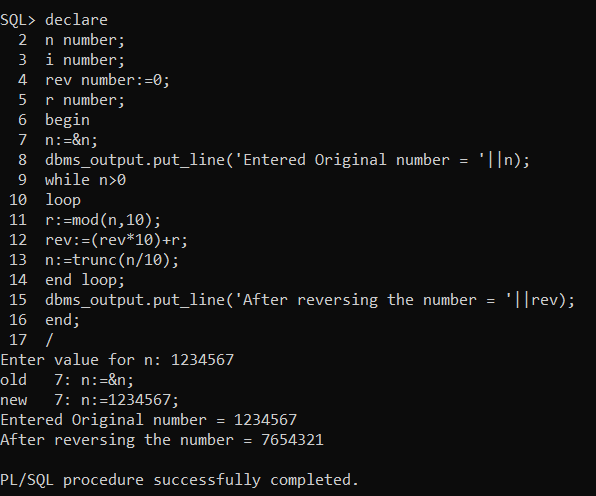 SQL> declare
  2  n number;
  3  i number;
  4  rev number:=0;
  5  r number;
  6  begin
  7  n:=&n;
  8  dbms_output.put_line('Entered Original number = '||n);
  9  while n>0
 10  loop
 11  r:=mod(n,10);
 12  rev:=(rev*10)+r;
 13  n:=trunc(n/10);
 14  end loop;
 15  dbms_output.put_line('After reversing the number = '||rev);
 16  end;
 17  /
Enter value for n: 1234567
old   7: n:=&n;
new   7: n:=1234567;
Entered Original number = 1234567
After reversing the number = 7654321

PL/SQL procedure successfully completed.